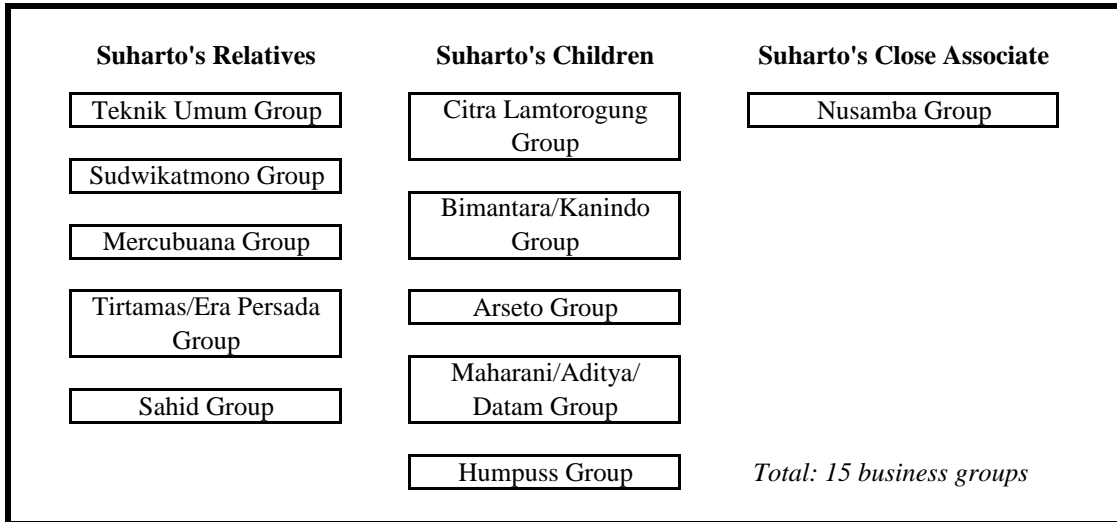 Suharto's Relatives
Teknik Umum Group
Sudwikatmono Group
Mercubuana Group
Tirtamas/Era Persada
Group
Sahid Group
Suharto's Children
Citra Lamtorogung
Group
Bimantara/Kanindo
Group
Arseto Group
Maharani/Aditya/
Datam Group
Humpuss Group
Suharto's Close Associate
Nusamba Group
Total: 15 business groups